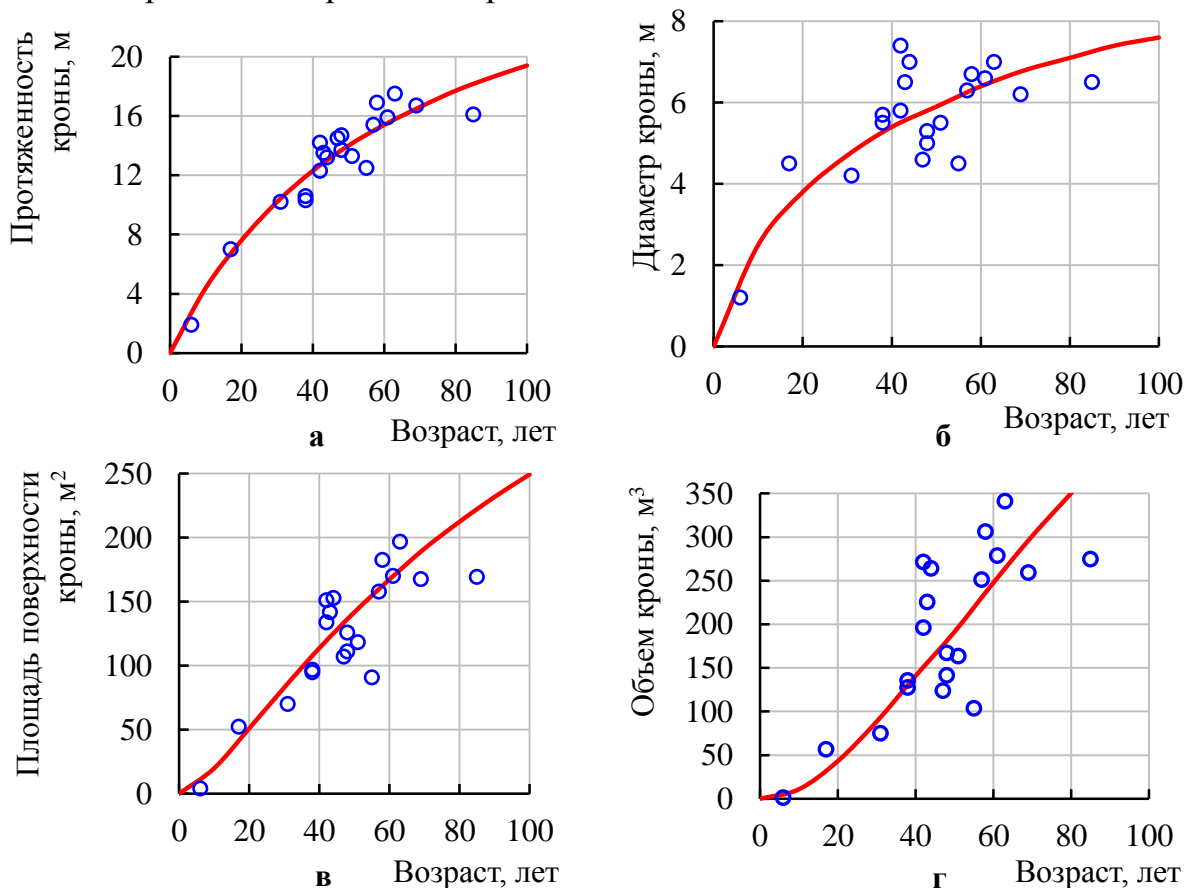 Протяженность
кроны, м
20
16
12
8
4
0
0 20 40 60 80 100
Возраст, лет
а
Диаметр кроны, м
8
6
4
2
0
0 20 40 60 80 100
Возраст, лет
б
Площадь поверхности
кроны, м²
250
200
150
100
50
0
0 20 40 60 80 100
Возраст, лет
в
Объем кроны, м³
350
300
250
200
150
100
50
0
0 20 40 60 80 100
Возраст, лет
г